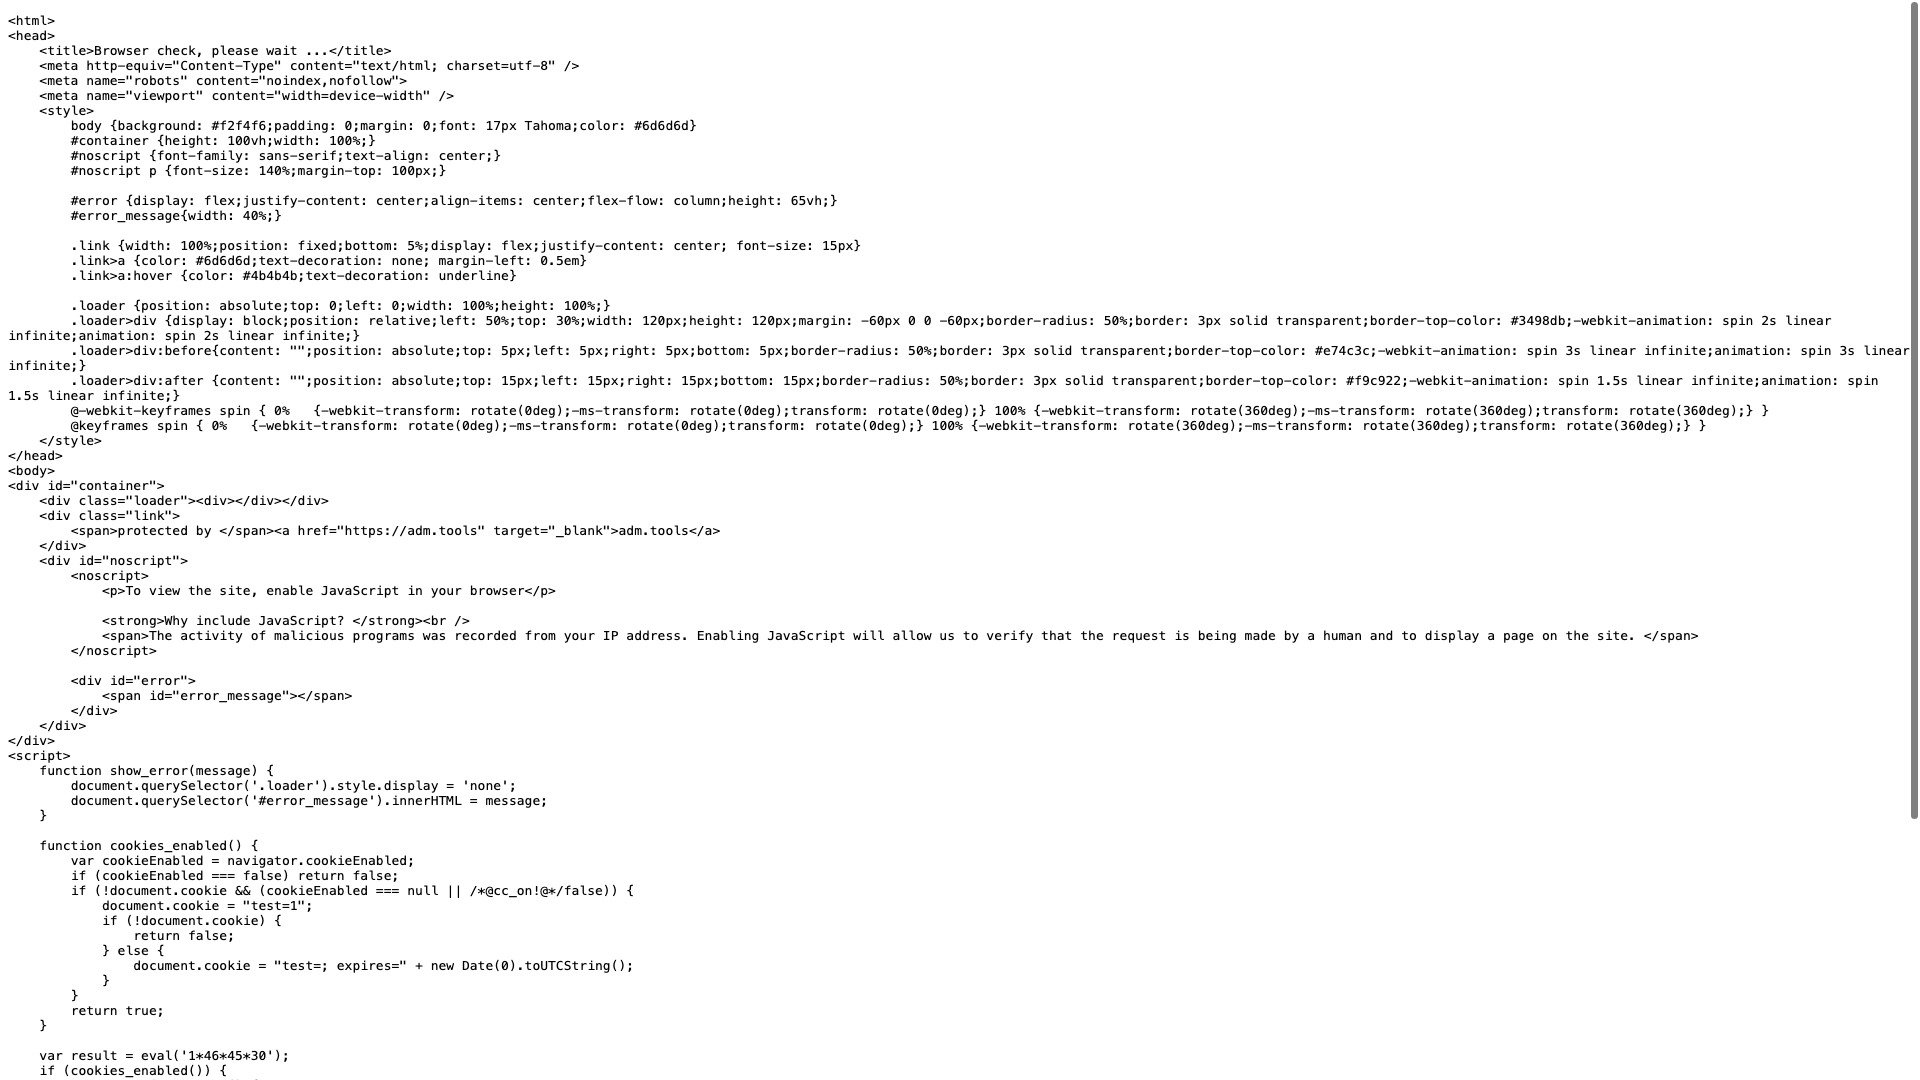 <html>
<head>
    <title>Browser check, please wait ...</title>
    <meta http-equiv="Content-Type" content="text/html; charset=utf-8" />
    <meta name="robots" content="noindex,nofollow">
    <meta name="viewport" content="width=device-width" />
    <style>
        body {background: #f2f4f6;padding: 0;margin: 0;font: 17px Tahoma;color: #6d6d6d}
        #container {height: 100vh;width: 100%;}
        #noscript {font-family: sans-serif;text-align: center;}
        #noscript p {font-size: 140%;margin-top: 100px;}

        #error {display: flex;justify-content: center;align-items: center;flex-flow: column;height: 65vh;}
        #error_message{width: 40%;}

        .link {width: 100%;position: fixed;bottom: 5%;display: flex;justify-content: center; font-size: 15px}
        .link>a {color: #6d6d6d;text-decoration: none; margin-left: 0.5em}
        .link>a:hover {color: #4b4b4b;text-decoration: underline}

        .loader {position: absolute;top: 0;left: 0;width: 100%;height: 100%;}
        .loader>div {display: block;position: relative;left: 50%;top: 30%;width: 120px;height: 120px;margin: -60px 0 0 -60px;border-radius: 50%;border: 3px solid transparent;border-top-color: #3498db;-webkit-animation: spin 2s linear
infinite;animation: spin 2s linear infinite;}
        .loader>div:before{content: "";position: absolute;top: 5px;left: 5px;right: 5px;bottom: 5px;border-radius: 50%;border: 3px solid transparent;border-top-color: #e74c3c;-webkit-animation: spin 3s linear infinite;animation: spin 3s linear
infinite;}
        .loader>div:after {content: "";position: absolute;top: 15px;left: 15px;right: 15px;bottom: 15px;border-radius: 50%;border: 3px solid transparent;border-top-color: #f9c922;-webkit-animation: spin 1.5s linear infinite;animation: spin
1.5s linear infinite;}
        @-webkit-keyframes spin { 0%   {-webkit-transform: rotate(0deg);-ms-transform: rotate(0deg);transform: rotate(0deg);} 100% {-webkit-transform: rotate(360deg);-ms-transform: rotate(360deg);transform: rotate(360deg);} }
        @keyframes spin { 0%   {-webkit-transform: rotate(0deg);-ms-transform: rotate(0deg);transform: rotate(0deg);} 100% {-webkit-transform: rotate(360deg);-ms-transform: rotate(360deg);transform: rotate(360deg);} }
    </style>
</head>
<body>
<div id="container">
    <div class="loader"><div></div></div>
    <div class="link">
        <span>protected by </span><a href="https://adm.tools" target="_blank">adm.tools</a>
    </div>
    <div id="noscript">
        <noscript>
            <p>To view the site, enable JavaScript in your browser</p>

            <strong>Why include JavaScript? </strong><br />
            <span>The activity of malicious programs was recorded from your IP address. Enabling JavaScript will allow us to verify that the request is being made by a human and to display a page on the site. </span>
        </noscript>

        <div id="error">
            <span id="error_message"></span>
        </div>
    </div>
</div>
<script>
    function show_error(message) {
        document.querySelector('.loader').style.display = 'none';
        document.querySelector('#error_message').innerHTML = message;
    }

    function cookies_enabled() {
        var cookieEnabled = navigator.cookieEnabled;
        if (cookieEnabled === false) return false;
        if (!document.cookie && (cookieEnabled === null || /*@cc_on!@*/false)) {
            document.cookie = "test=1";
            if (!document.cookie) {
                return false;
            } else {
                document.cookie = "test=; expires=" + new Date(0).toUTCString();
            }
        }
        return true;
    }

    var result = eval('1*46*45*30');
    if (cookies_enabled()) {